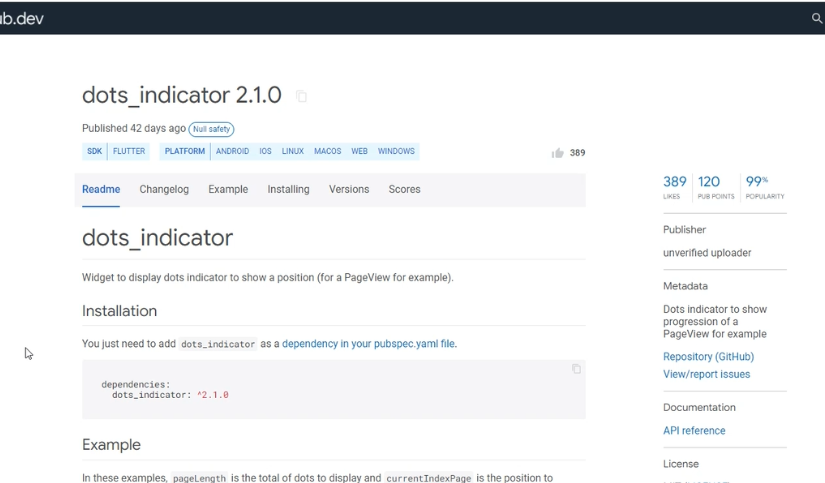 ub.dev
dots_indicator 2.1.0
Published 42 days ago Null safety
SDK FLUTTER PLATFORM ANDROID IOS LINUX MACOS WEB WINDOWS
389
Readme Changelog Example Installing Versions Scores
dots_indicator
Widget to display dots indicator to show a position (for a PageView for example).
Installation
You just need to add dots_indicator as a dependency in your pubspec.yaml file.
dependencies:
dots_indicator: ^2.1.0
Example
In these examples, pageLength is the total of dots to display and currentIndexPage is the position to
389 120 99%
LIKES PUB POINTS POPULARITY
Publisher
unverified uploader
Metadata
Dots indicator to show
progression of a
PageView for example
Repository (GitHub)
View/report issues
Documentation
API reference
License